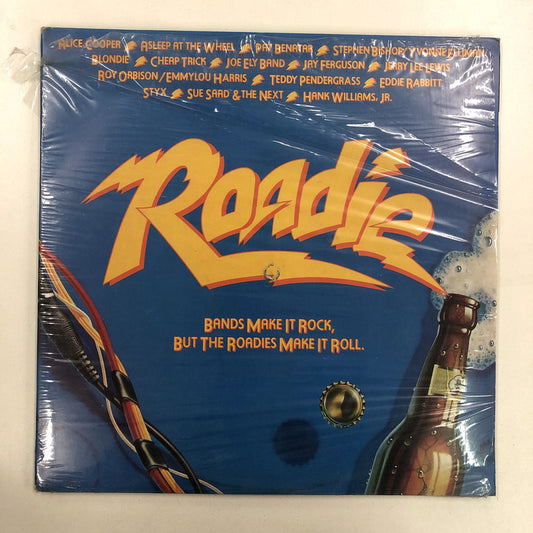 ALICE COOPER ASLEEP AT THE WHEEL PAT BENATAR STEPHEN BISHOP/YVONNE ELLIMAN
BLONDIE CHEAP TRICK JOE ELY BAND JAY FERGUSON JERRY LEE LEWIS
ROY ORBISON/EMMYLOU HARRIS TEDDY PENDERGRASS EDDIE RABBITT
STYX SUE SAAD & THE NEXT HANK WILLIAMS, JR.
Roadie
BANDS MAKE IT ROCK,
BUT THE ROADIES MAKE IT ROLL.